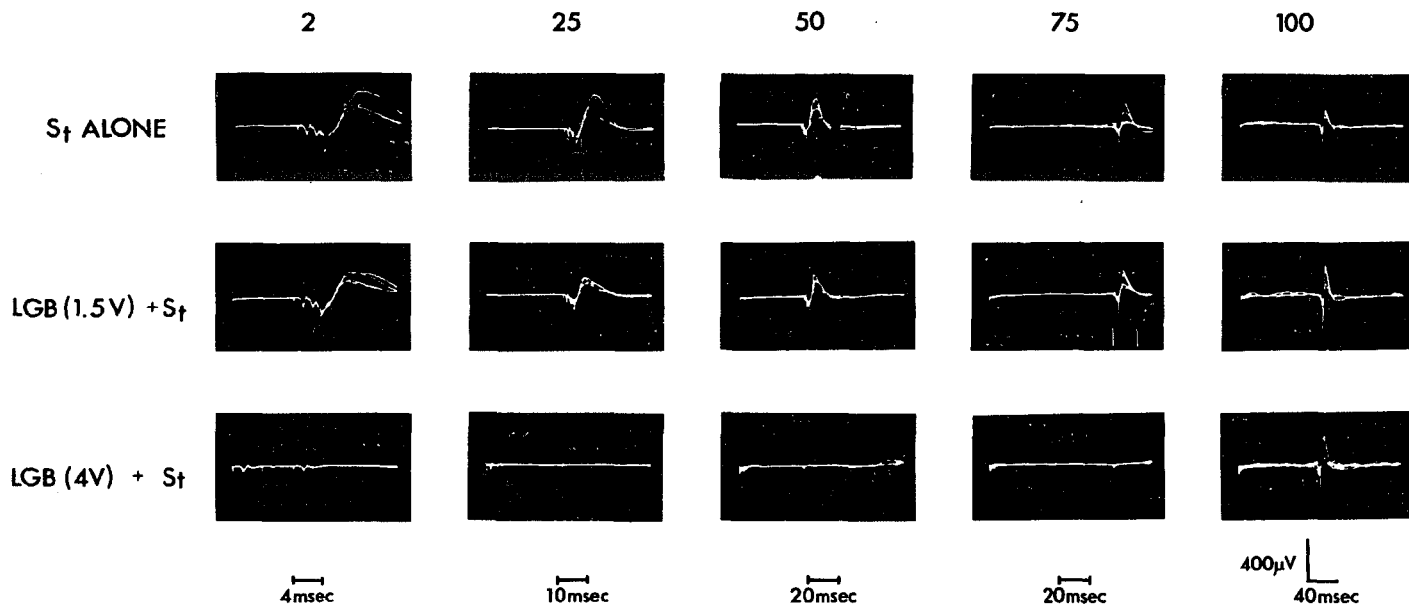 2 25 50 75 100
St ALONE
LGB (1.5V) + St
LGB (4V) + St
4msec 10msec 20msec 20msec 400μV 40msec